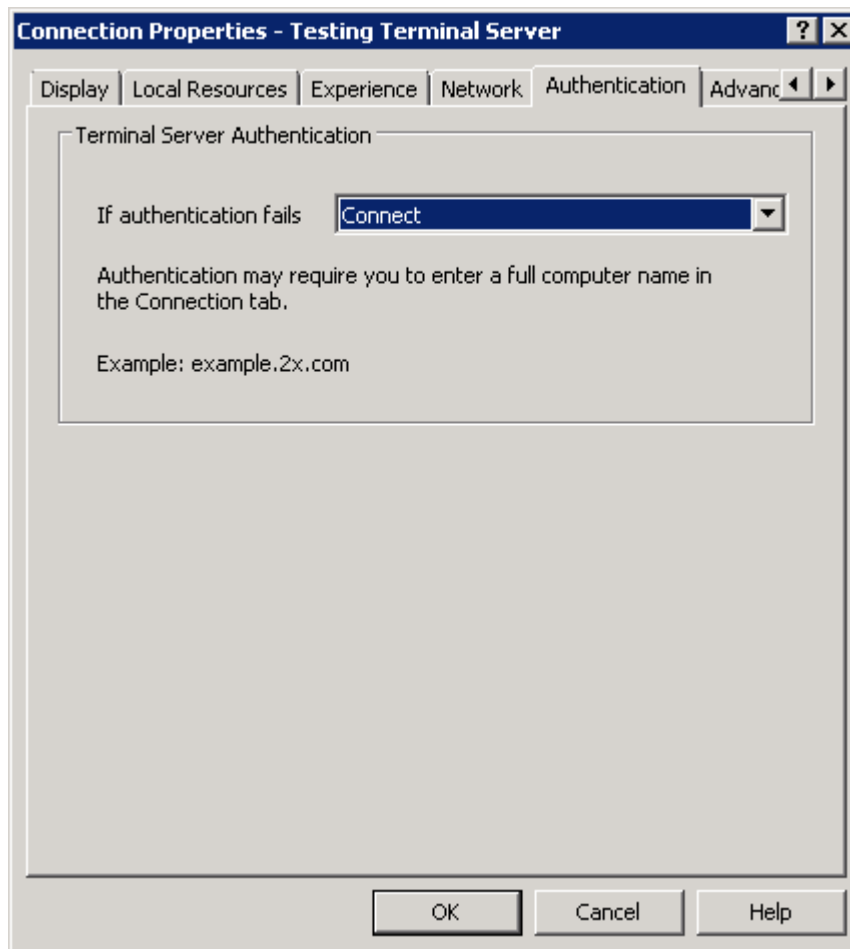 Connection Properties - Testing Terminal Server
Display Local Resources Experience Network Authentication Advanc
Terminal Server Authentication
If authentication fails Connect
Authentication may require you to enter a full computer name in
the Connection tab.
Example: example.2x.com
OK Cancel Help